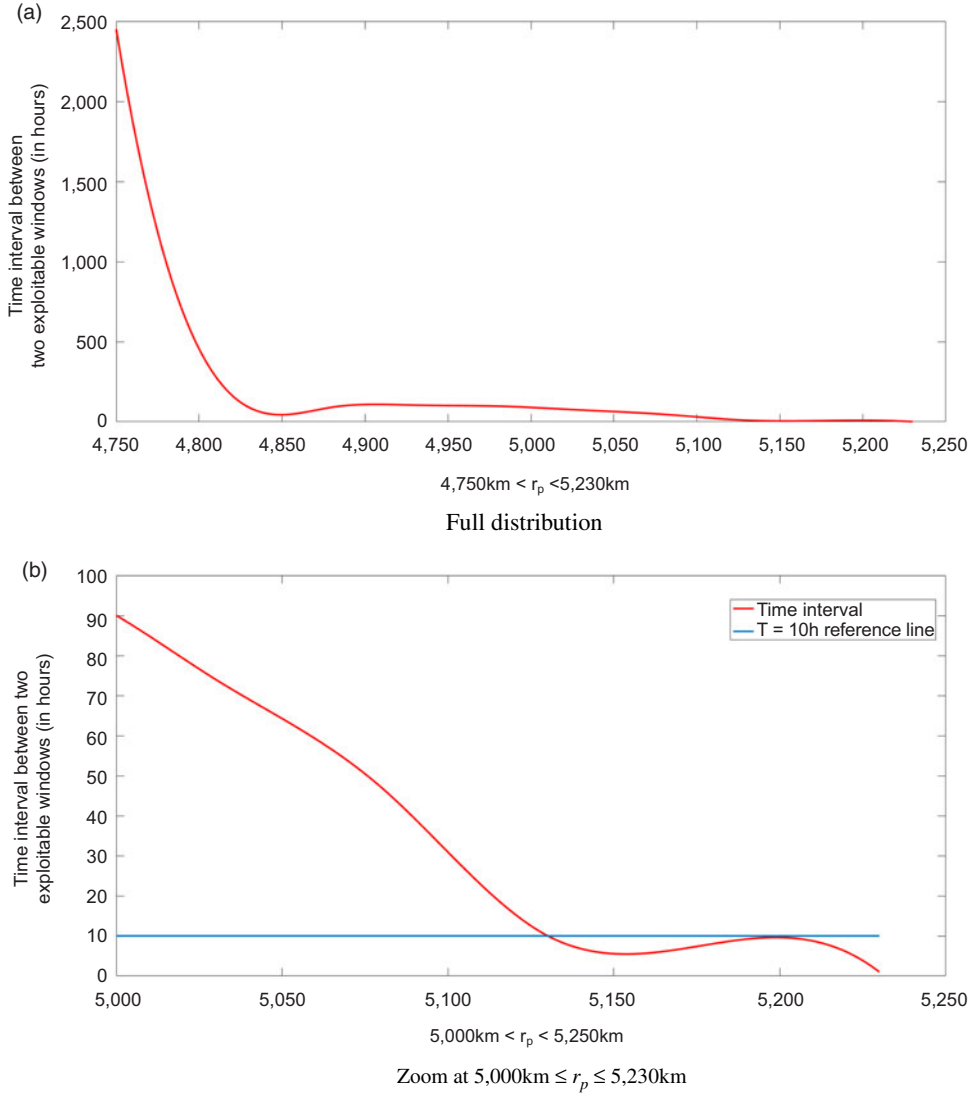 (a)
2,500
2,000
1,500
1,000
500
0
Time interval between
two exploitable windows (in hours)
4,750 4,800 4,850 4,900 4,950 5,000 5,050 5,100 5,150 5,200 5,250
4,750km < rₚ <5,230km
Full distribution
(b)
100
90
80
70
60
50
40
30
20
10
0
Time interval between two
exploitable windows (in hours)
Time interval
T = 10h reference line
5,000 5,050 5,100 5,150 5,200 5,250
5,000km < rₚ < 5,250km
Zoom at 5,000km ≤ rₚ ≤ 5,230km